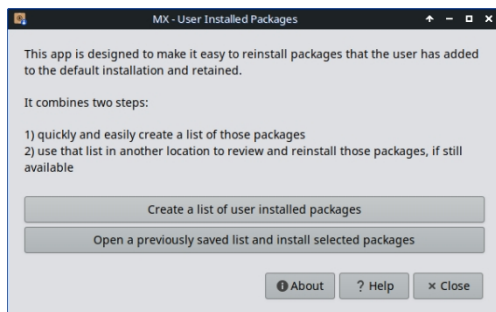 MX - User Installed Packages
This app is designed to make it easy to reinstall packages that the user has added
to the default installation and retained.
It combines two steps:
1) quickly and easily create a list of those packages
2) use that list in another location to review and reinstall those packages, if still
available
Create a list of user installed packages
Open a previously saved list and install selected packages
About ? Help × Close